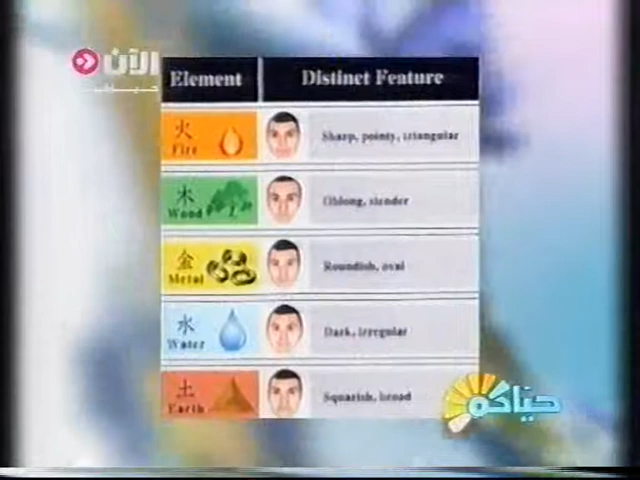 الآن
Element
Distinct Feature
火
Fire
Sharp, pointy, triangular
木
Wood
Oblong, slender
金
Metal
Roundish, oval
水
Water
Dark, irregular
土
Earth
Squarish, broad
حياكم